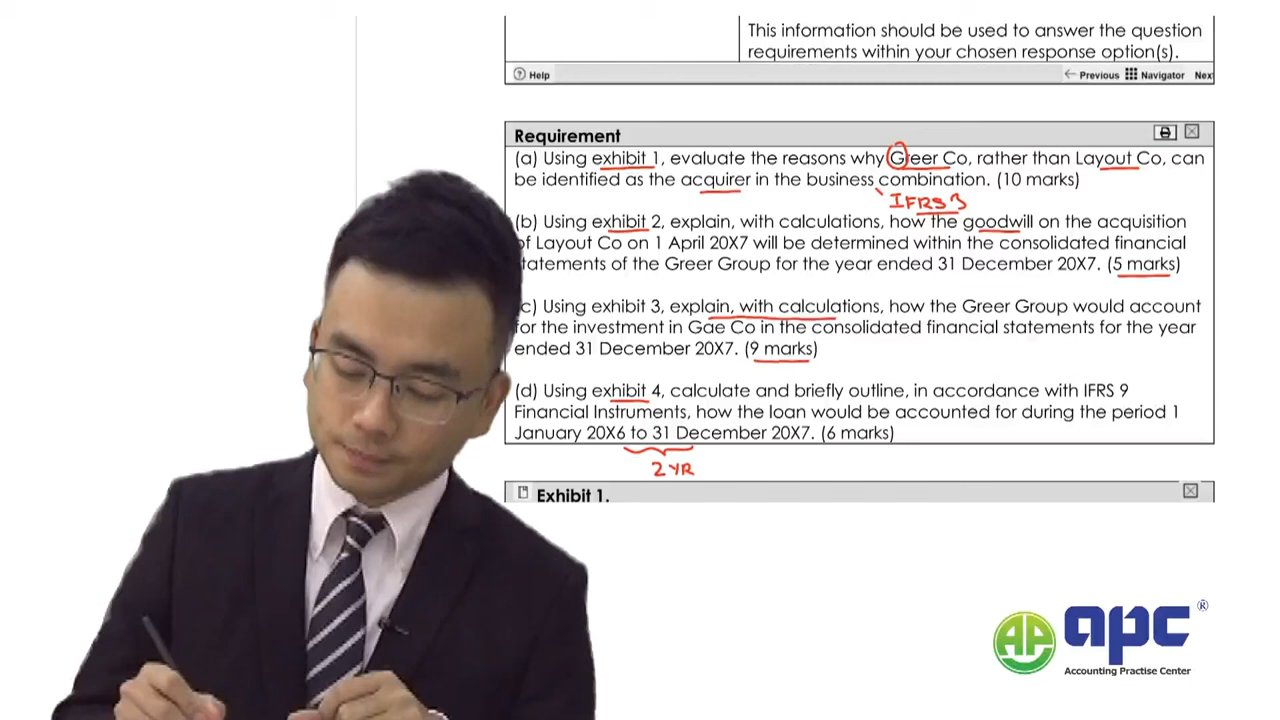 This information should be used to answer the question
requirements within your chosen response option(s).
Help
Previous
Navigator
Nex
Requirement
(a) Using exhibit 1, evaluate the reasons why Greer Co, rather than Layout Co, can
be identified as the acquirer in the business combination. (10 marks)
IFRS 3
(b) Using exhibit 2, explain, with calculations, how the goodwill on the acquisition
of Layout Co on 1 April 20X7 will be determined within the consolidated financial
statements of the Greer Group for the year ended 31 December 20X7. (5 marks)
c) Using exhibit 3, explain, with calculations, how the Greer Group would account
for the investment in Gae Co in the consolidated financial statements for the year
ended 31 December 20X7. (9 marks)
(d) Using exhibit 4, calculate and briefly outline, in accordance with IFRS 9
Financial Instruments, how the loan would be accounted for during the period 1
January 20X6 to 31 December 20X7. (6 marks)
2 YR
Exhibit 1.
apc ®
Accounting Practise Center